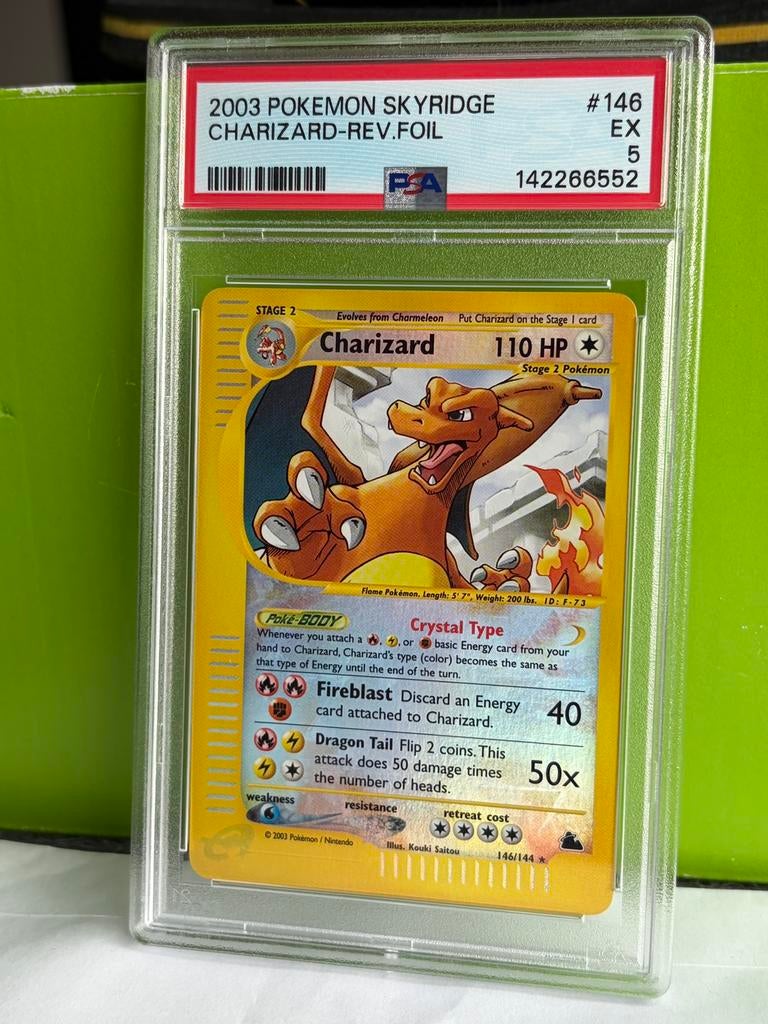 2003 POKEMON SKYRIDGE #146
CHARIZARD-REV.FOIL EX
5
PSA 142266552
STAGE 2 Evolves from Charmeleon Put Charizard on the Stage 1 card
Charizard 110 HP
Stage 2 Pokémon
Flame Pokémon. Length: 5' 7", Weight: 200 lbs. ID: F-73
Poké-BODY Crystal Type
Whenever you attach a , , or basic Energy card from your
hand to Charizard, Charizard's type (color) becomes the same as
that type of Energy until the end of the turn.
Fireblast Discard an Energy
card attached to Charizard. 40
Dragon Tail Flip 2 coins. This
attack does 50 damage times
the number of heads. 50x
weakness resistance retreat cost
© 2003 Pokémon / Nintendo Illus. Kouki Saitou 146/144 ★